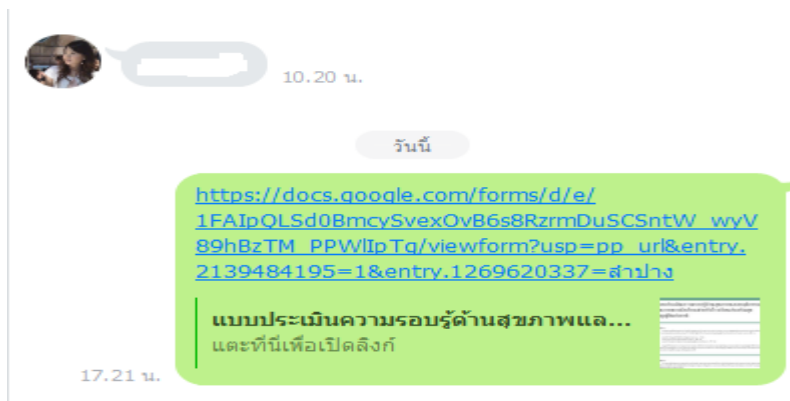 10.20 น.
วันนี้
https://docs.google.com/forms/d/e/
1FAIpQLSd0BmcySvexOvB6s8RzrmDuSCSntW_wyV
89hBzTM_PPWlIpTg/viewform?usp=pp_url&entry.
2139484195=1&entry.1269620337=ลำปาง
แบบประเมินความรอบรู้ด้านสุขภาพแล...
แตะที่นี่เพื่อเปิดลิงก์
17.21 น.